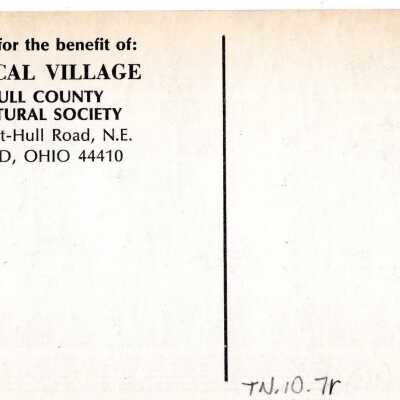 for the benefit of:
CAL VILLAGE
ULL COUNTY
TURAL SOCIETY
t-Hull Road, N.E.
D, OHIO 44410
TN.10.7r